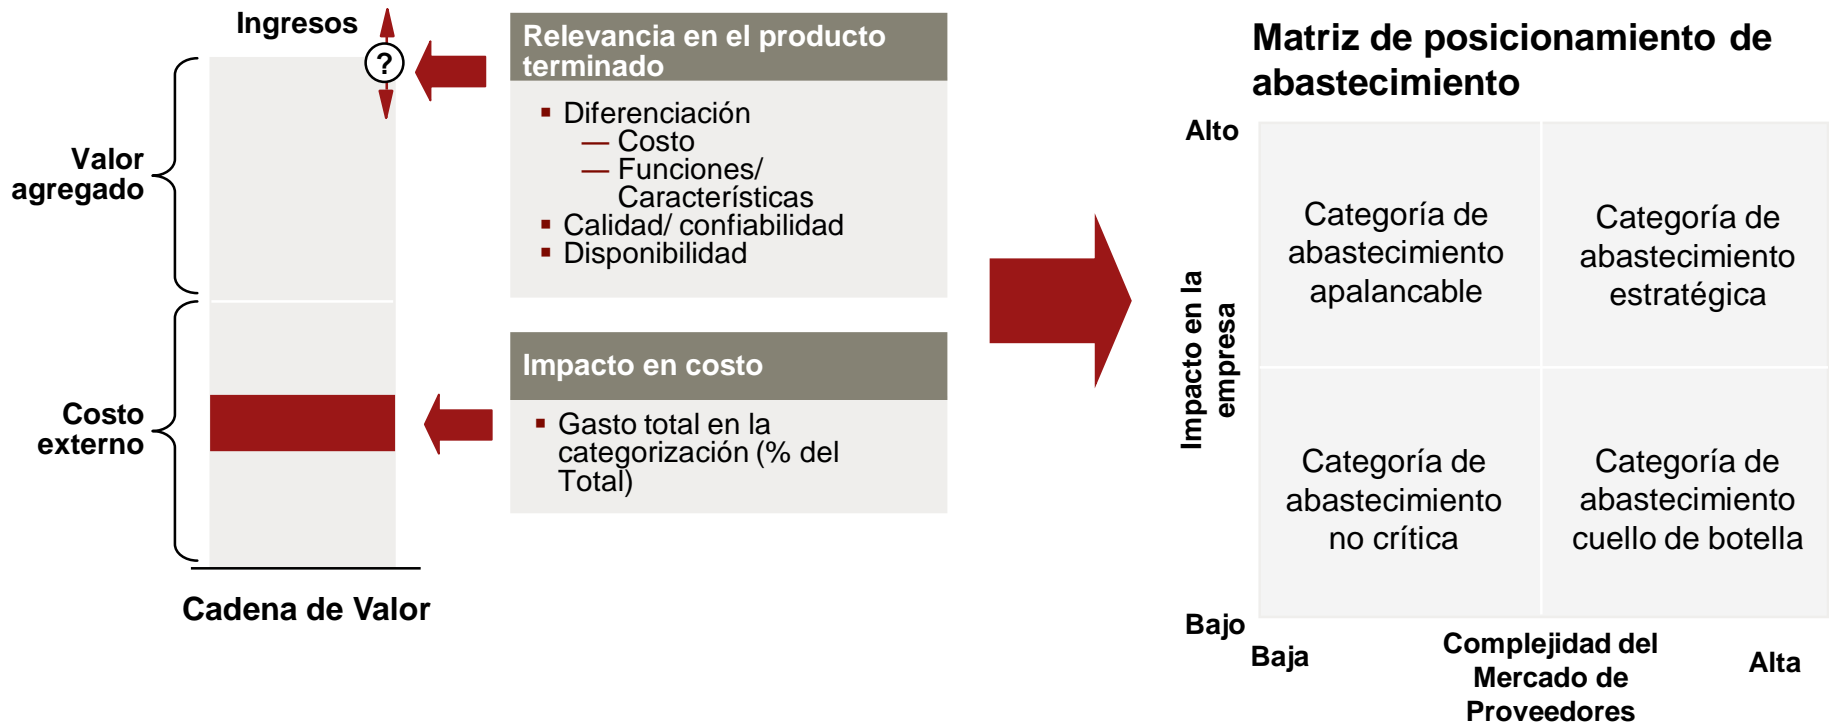 Ingresos
?
Valor
agregado
Costo
externo
Cadena de Valor
Relevancia en el producto
terminado
▪ Diferenciación
— Costo
— Funciones/
Características
▪ Calidad/ confiabilidad
▪ Disponibilidad
Impacto en costo
▪ Gasto total en la
categorización (% del
Total)
Matriz de posicionamiento de
abastecimiento
Alto
Impacto en la
empresa
Bajo
Categoría de
abastecimiento
apalancable
Categoría de
abastecimiento
estratégica
Categoría de
abastecimiento
no crítica
Categoría de
abastecimiento
cuello de botella
Baja
Complejidad del
Mercado de
Proveedores
Alta